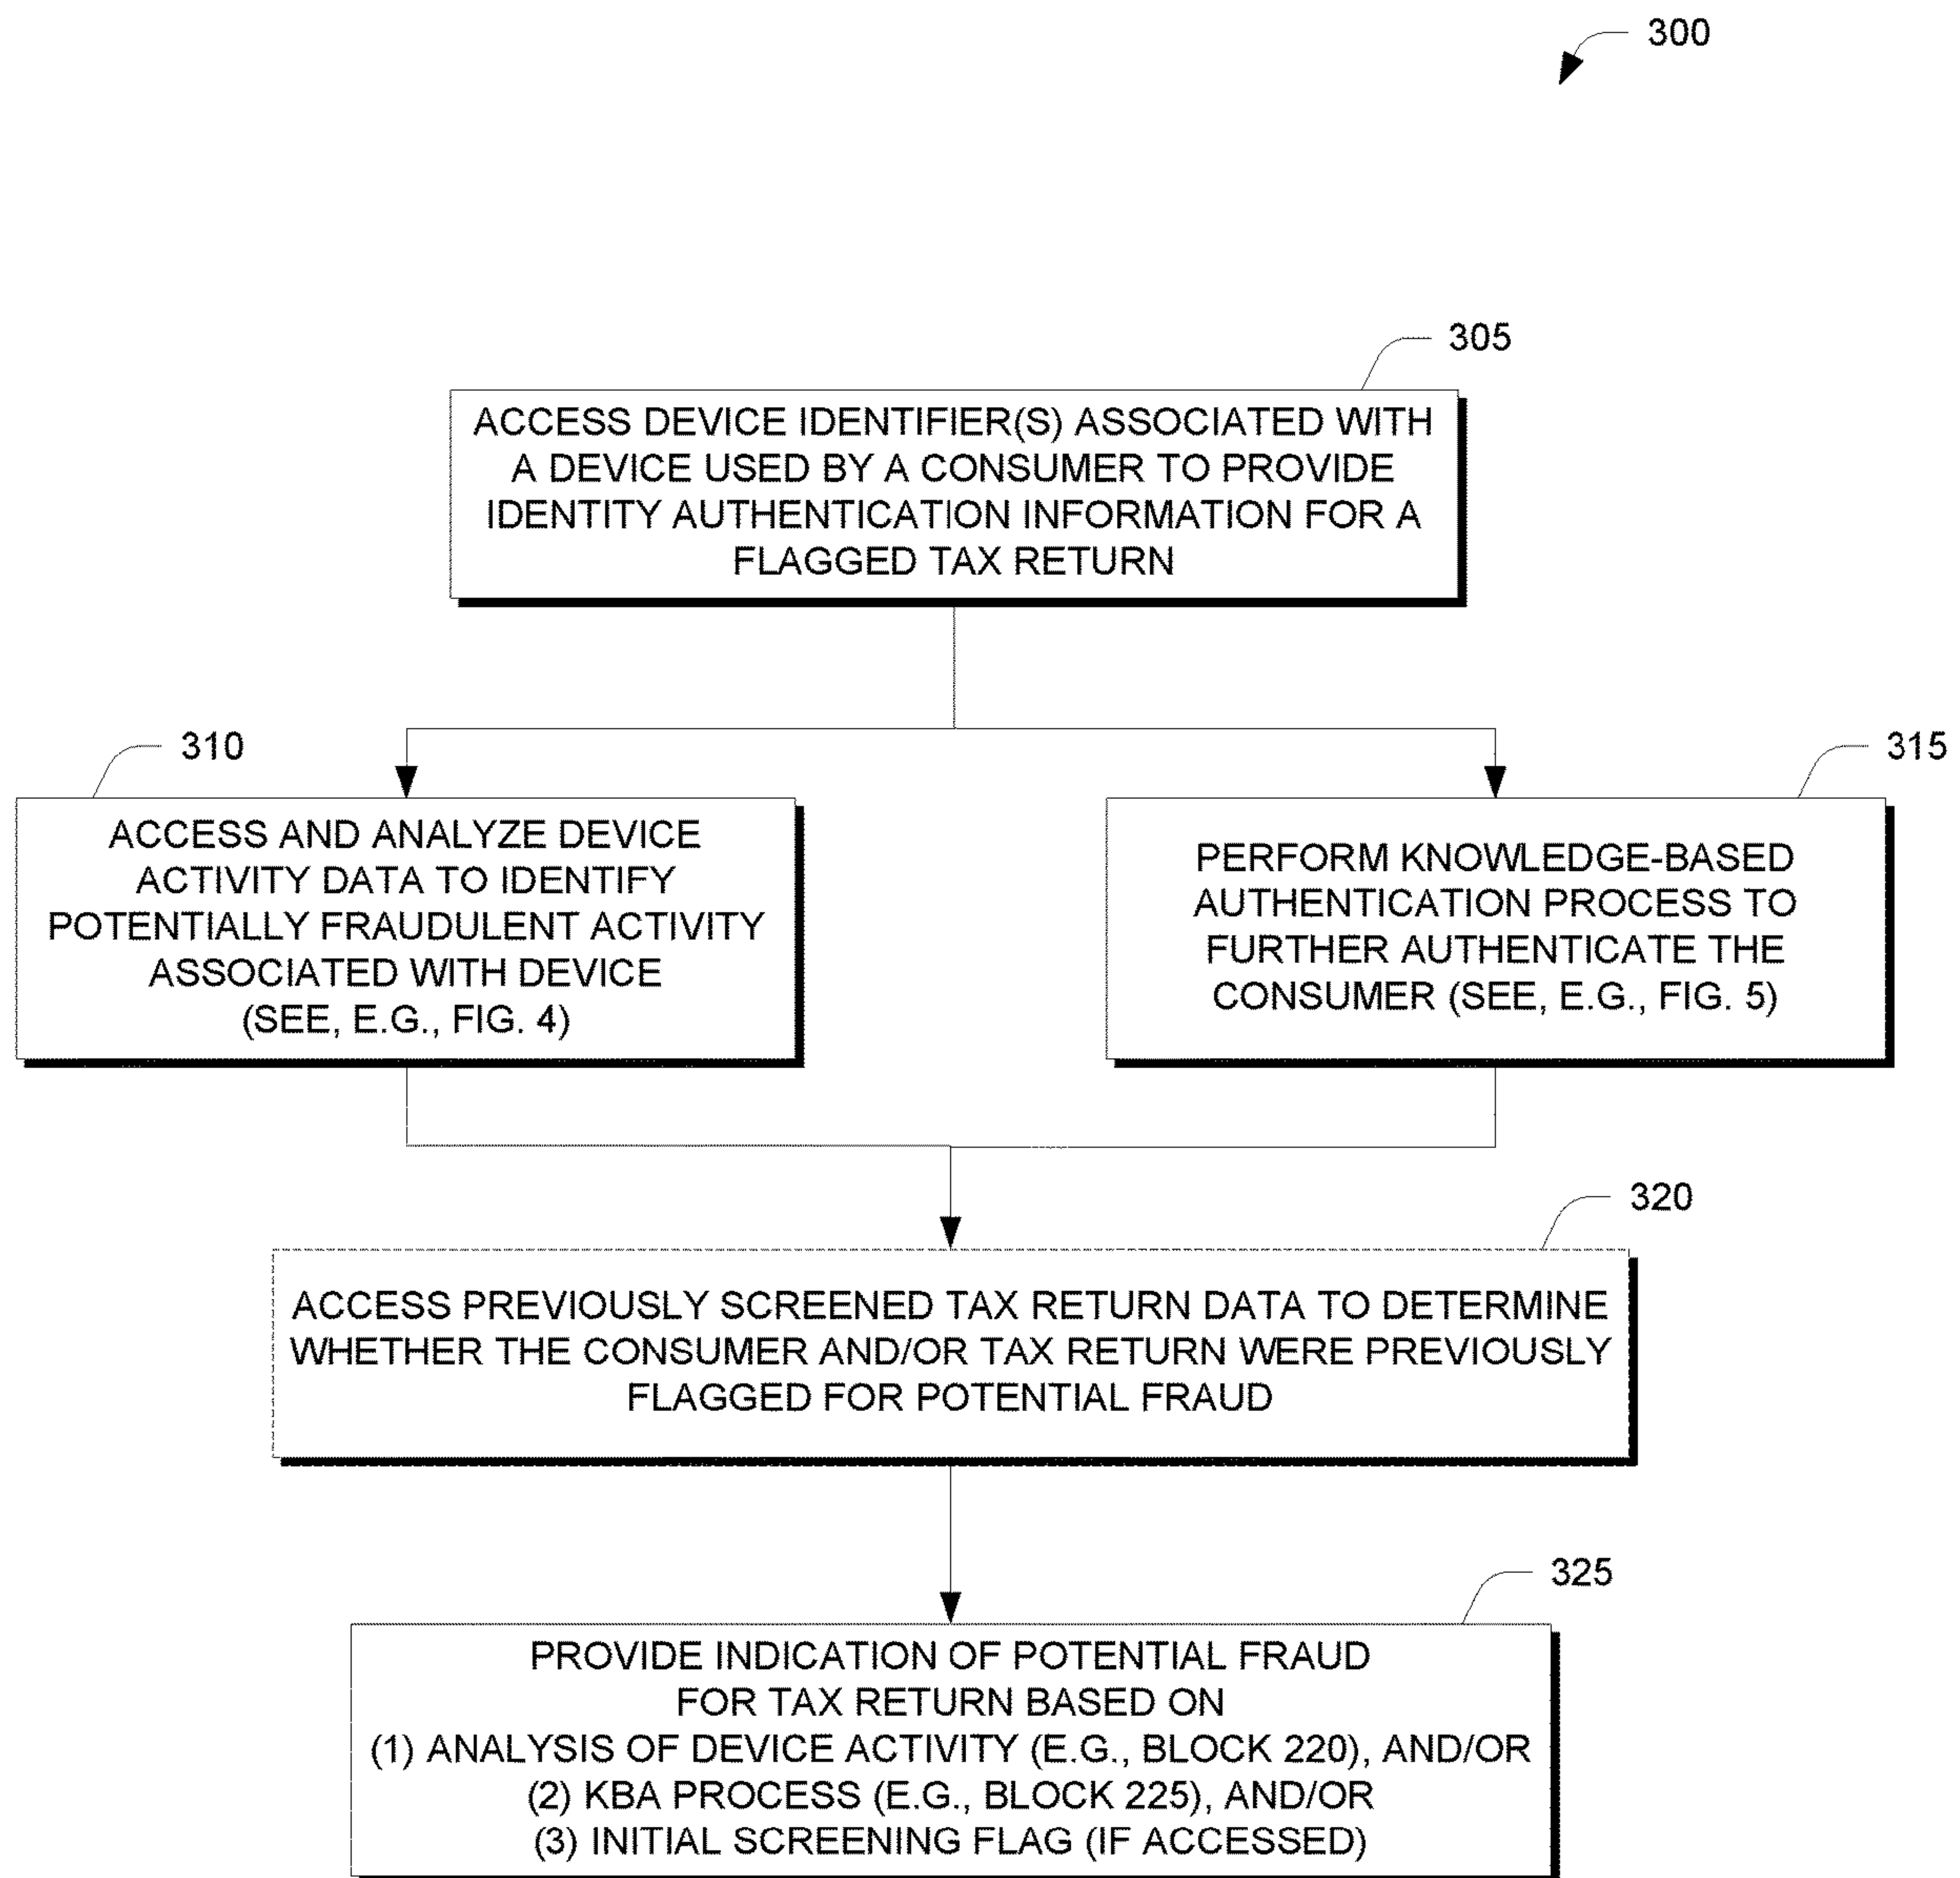 300
305
ACCESS DEVICE IDENTIFIER(S) ASSOCIATED WITH
A DEVICE USED BY A CONSUMER TO PROVIDE
IDENTITY AUTHENTICATION INFORMATION FOR A
FLAGGED TAX RETURN
310
ACCESS AND ANALYZE DEVICE
ACTIVITY DATA TO IDENTIFY
POTENTIALLY FRAUDULENT ACTIVITY
ASSOCIATED WITH DEVICE
(SEE, E.G., FIG. 4)
315
PERFORM KNOWLEDGE-BASED
AUTHENTICATION PROCESS TO
FURTHER AUTHENTICATE THE
CONSUMER (SEE, E.G., FIG. 5)
320
ACCESS PREVIOUSLY SCREENED TAX RETURN DATA TO DETERMINE
WHETHER THE CONSUMER AND/OR TAX RETURN WERE PREVIOUSLY
FLAGGED FOR POTENTIAL FRAUD
325
PROVIDE INDICATION OF POTENTIAL FRAUD
FOR TAX RETURN BASED ON
(1) ANALYSIS OF DEVICE ACTIVITY (E.G., BLOCK 220), AND/OR
(2) KBA PROCESS (E.G., BLOCK 225), AND/OR
(3) INITIAL SCREENING FLAG (IF ACCESSED)